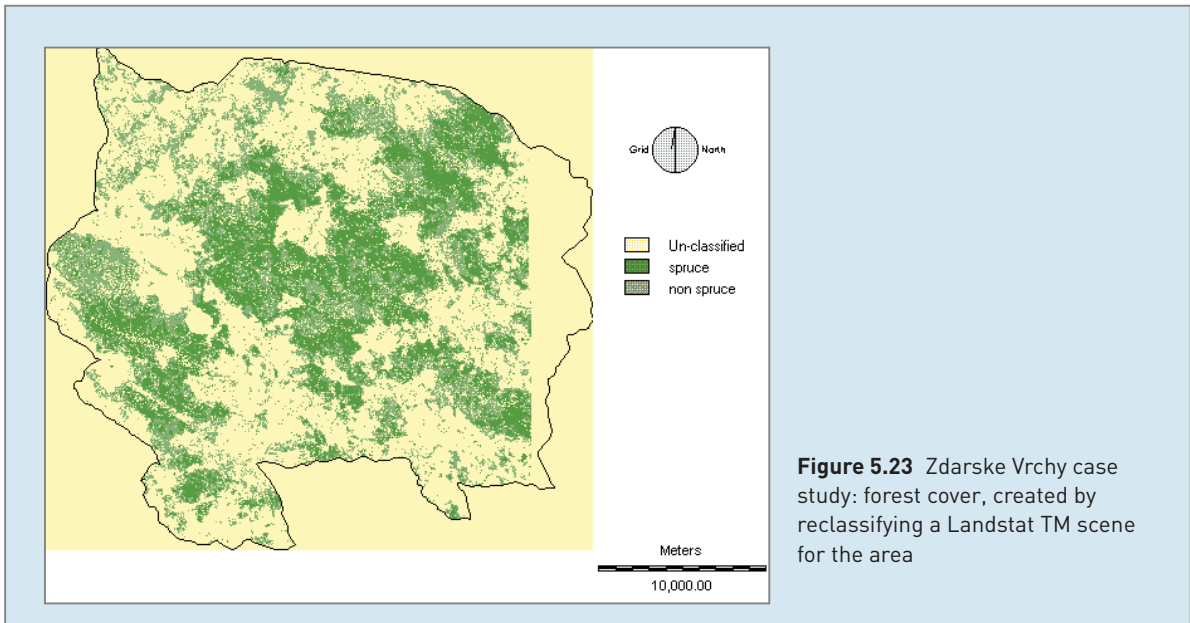 Grid North
Un-classified
spruce
non spruce
Meters
10,000.00
Figure 5.23 Zdarske Vrchy case
study: forest cover, created by
reclassifying a Landstat TM scene
for the area